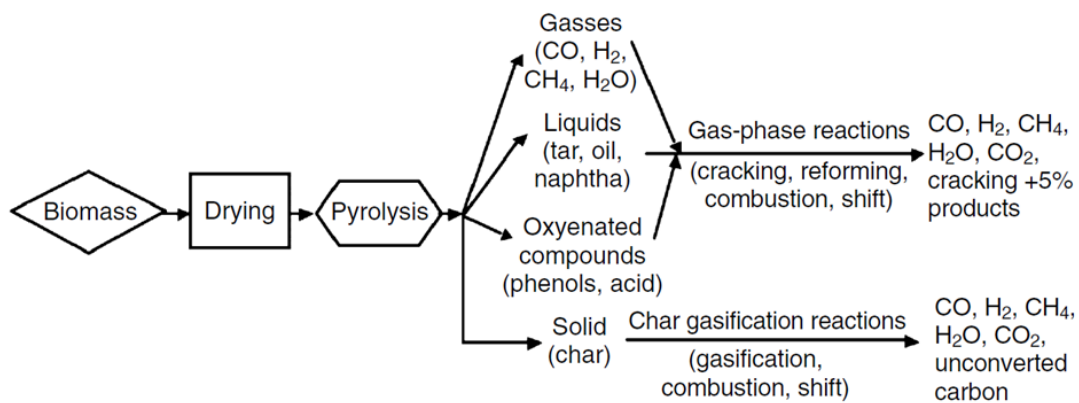 Biomass
Drying
Pyrolysis
Gasses
(CO, H₂,
CH₄, H₂O)
Liquids
(tar, oil,
naphtha)
Oxyenated
compounds
(phenols, acid)
Solid
(char)
Gas-phase reactions
(cracking, reforming,
combustion, shift)
CO, H₂, CH₄,
H₂O, CO₂,
cracking +5%
products
Char gasification reactions
(gasification,
combustion, shift)
CO, H₂, CH₄,
H₂O, CO₂,
unconverted
carbon